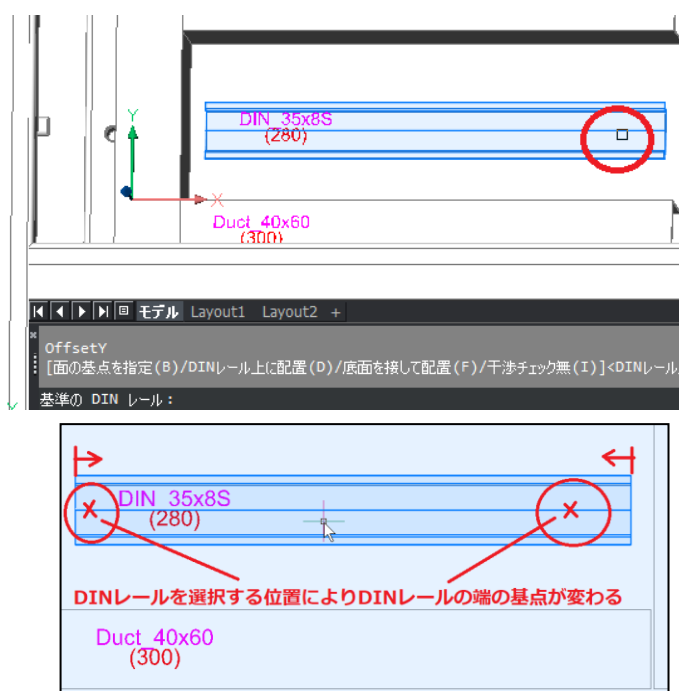 Y
DIN_35x8S
(280)
X
Duct_40x60
(300)
モデル Layout1 Layout2 +
OffsetY
[面の基点を指定(B)/DINレール上に配置(D)/底面を接して配置(F)/干渉チェック無(I)]<DINレール
基準の DIN レール:
Y
DIN_35x8S
(280)
DINレールを選択する位置によりDINレールの端の基点が変わる
Duct_40x60
(300)